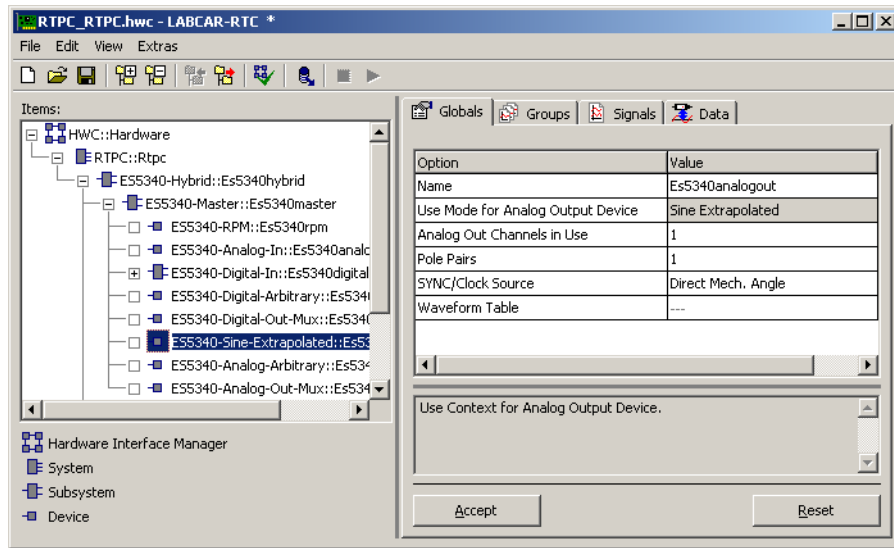 RTPC_RTPC.hwc - LABCAR-RTC *
File Edit View Extras
Items:
HWC::Hardware
RTPC::Rtpc
ES5340-Hybrid::Es5340hybrid
ES5340-Master::Es5340master
ES5340-RPM::Es5340rpm
ES5340-Analog-In::Es5340analo
ES5340-Digital-In::Es5340digital
ES5340-Digital-Arbitrary::Es534
ES5340-Digital-Out-Mux::Es534
ES5340-Sine-Extrapolated::Es53
ES5340-Analog-Arbitrary::Es534
ES5340-Analog-Out-Mux::Es534
Hardware Interface Manager
System
Subsystem
Device
Globals Groups Signals Data
Option Value
Name Es5340analogout
Use Mode for Analog Output Device Sine Extrapolated
Analog Out Channels in Use 1
Pole Pairs 1
SYNC/Clock Source Direct Mech. Angle
Waveform Table ---
Use Context for Analog Output Device.
Accept Reset